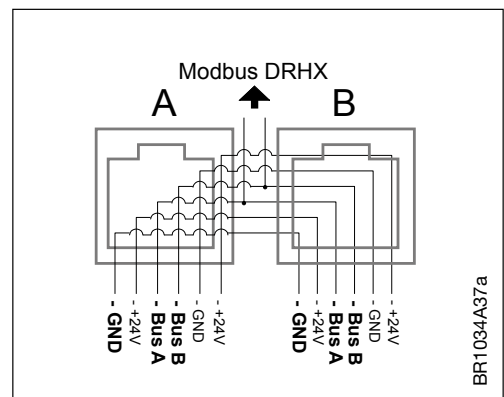 Modbus DRHX
A B
- GND
- +24V
- Bus A
- Bus B
- GND
- +24V
- GND
- +24V
- Bus A
- Bus B
- GND
- +24V
BR1034A37a